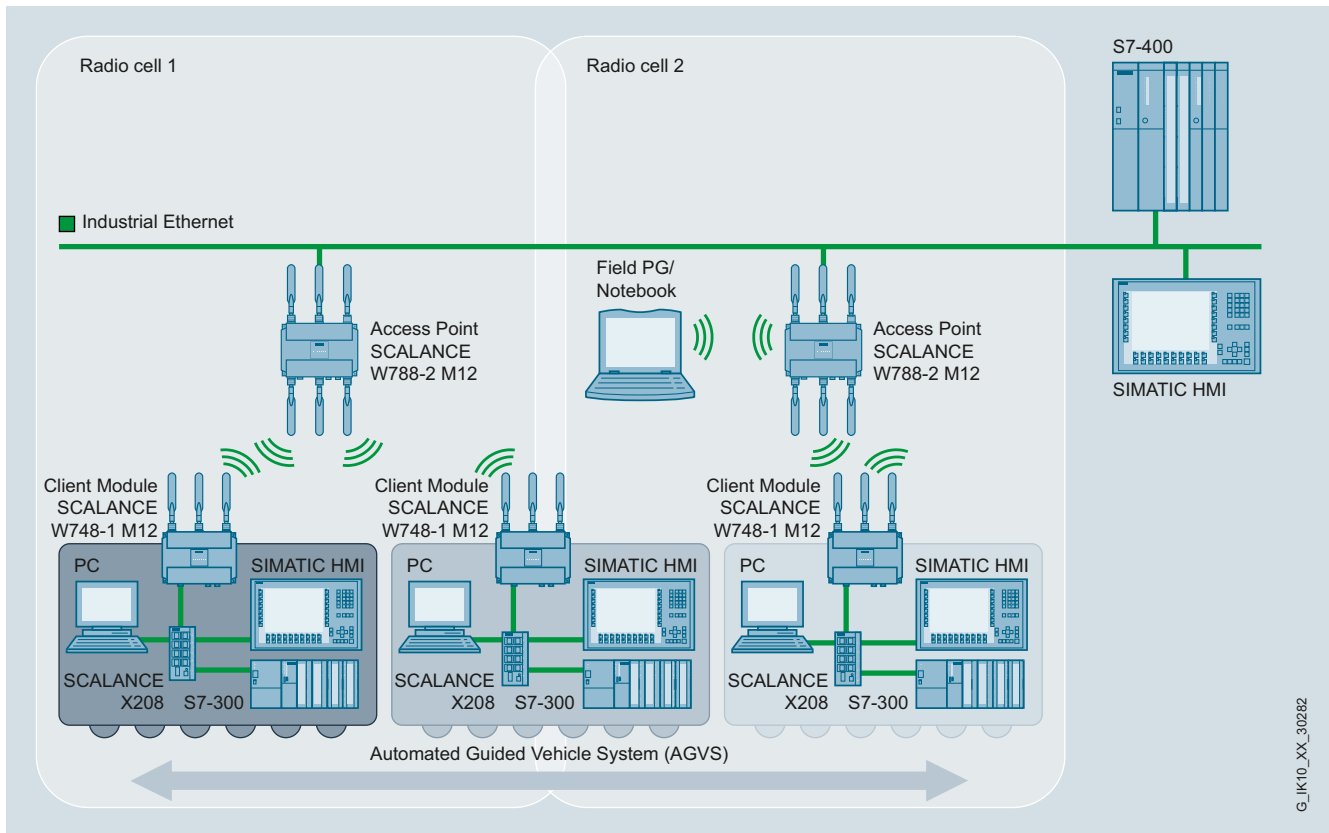 Radio cell 1
Radio cell 2
S7-400
Industrial Ethernet
Field PG/
Notebook
Access Point
SCALANCE
W788-2 M12
Access Point
SCALANCE
W788-2 M12
SIMATIC HMI
Client Module
SCALANCE
W748-1 M12
Client Module
SCALANCE
W748-1 M12
Client Module
SCALANCE
W748-1 M12
PC
SIMATIC HMI
SCALANCE
X208
S7-300
PC
SIMATIC HMI
SCALANCE
X208
S7-300
PC
SIMATIC HMI
SCALANCE
X208
S7-300
Automated Guided Vehicle System (AGVS)
G_IK10_XX_30282